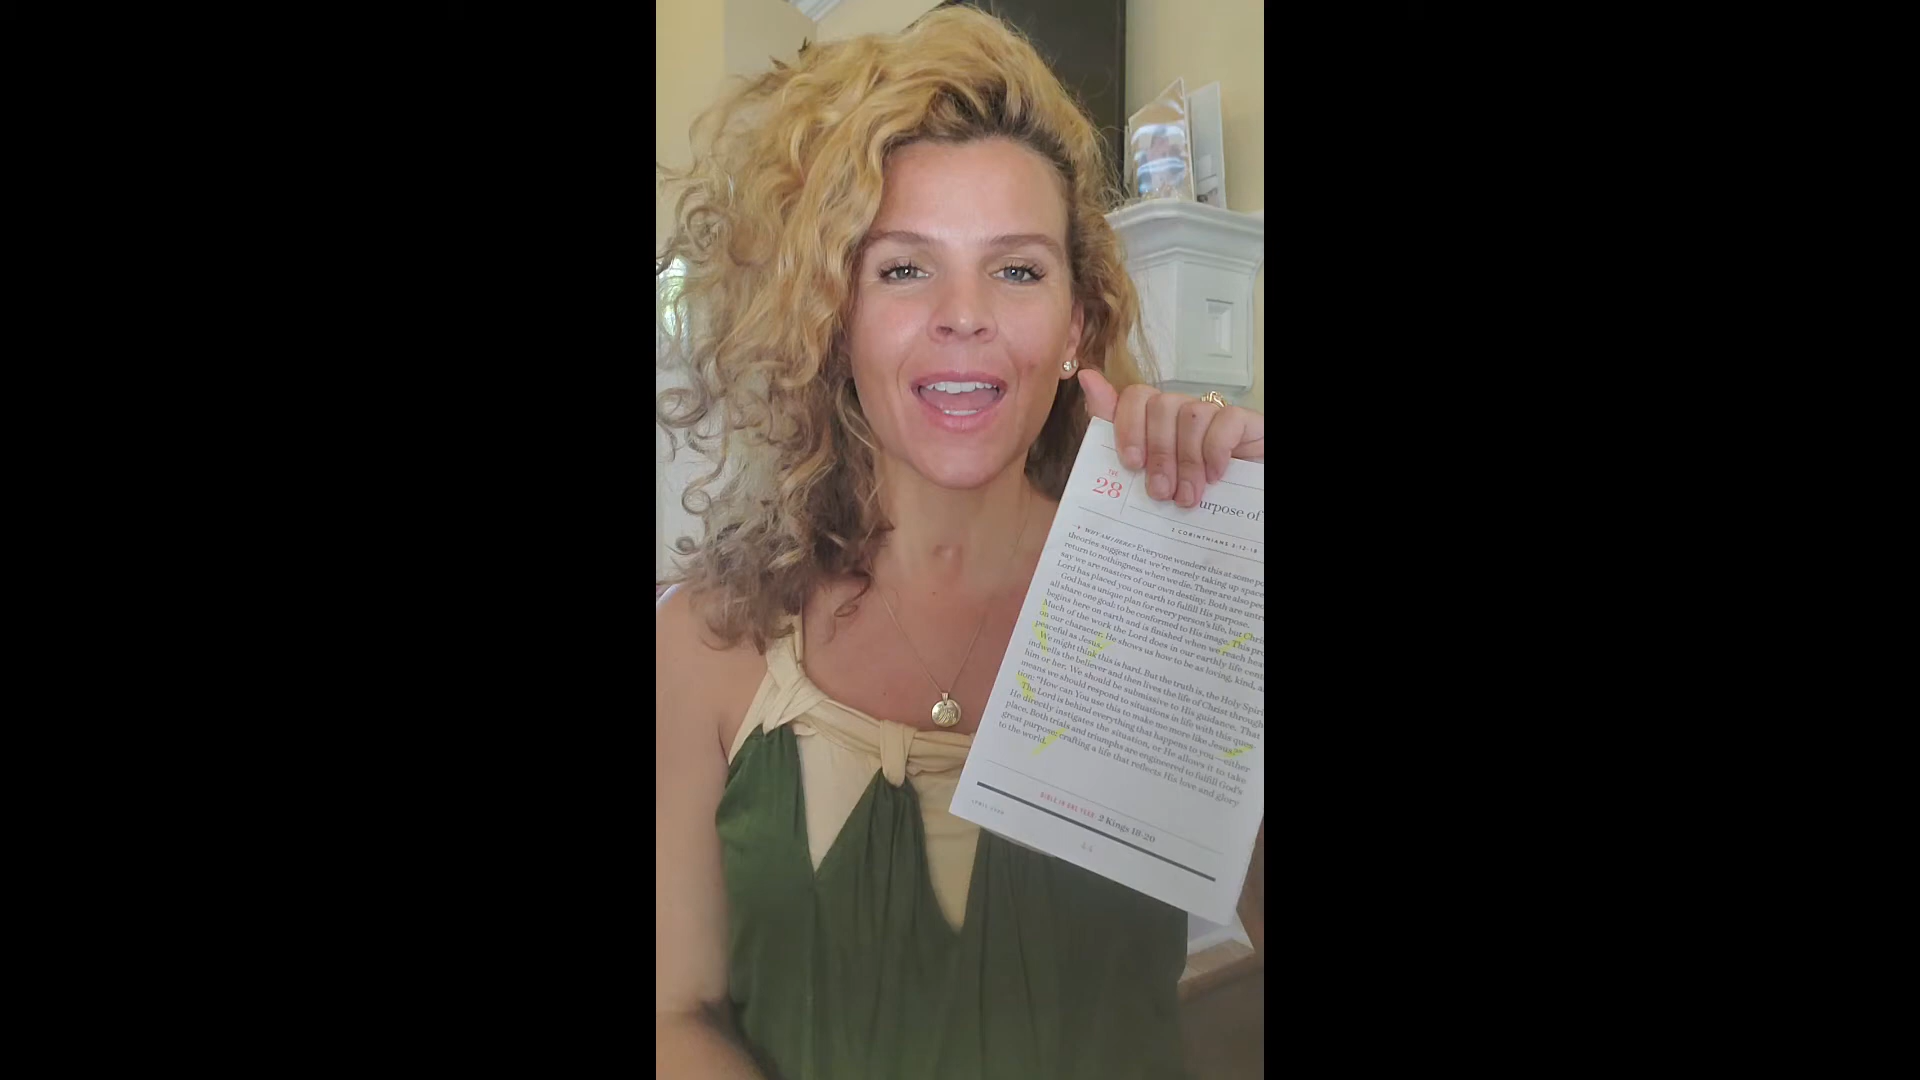 TUE
28
urpose of
2 CORINTHIANS 3:12-18
→ WHY AM I HERE? Everyone wonders this at some po
theories suggest that we're merely taking up space
return to nothingness when we die. There are also peo
say we are masters of our own destiny. Both are untr
Lord has placed you on earth to fulfill His purpose.
God has a unique plan for every person's life, but Chri
all share one goal: to be conformed to His image. This pro
begins here on earth and is finished when we reach hea
Much of the work the Lord does in our earthly life cent
on our character. He shows us how to be as loving, kind, a
peaceful as Jesus.
We might think this is hard. But the truth is, the Holy Spiri
indwells the believer and then lives the life of Christ through
him or her. We should be submissive to His guidance. That
means we should respond to situations in life with this ques-
tion: "How can You use this to make me more like Jesus?"
The Lord is behind everything that happens to you—either
He directly instigates the situation, or He allows it to take
place. Both trials and triumphs are engineered to fulfill God's
great purpose: crafting a life that reflects His love and glory
to the world.
BIBLE IN ONE YEAR: 2 Kings 18-20